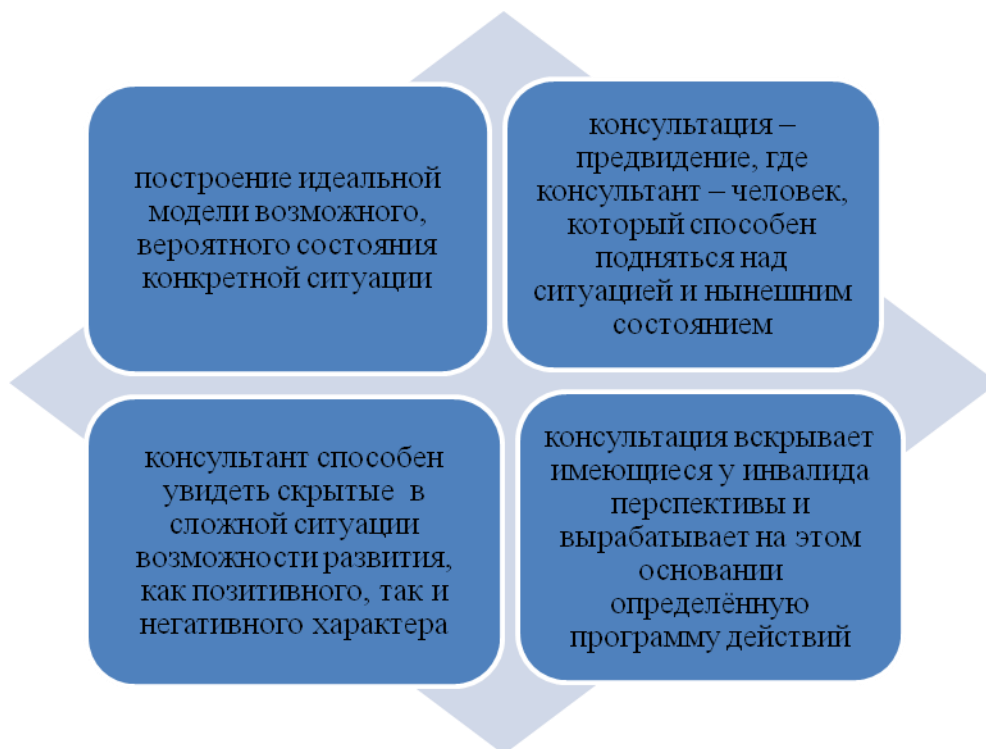 построение идеальной
модели возможного,
вероятного состояния
конкретной ситуации
консультация –
предвидение, где
консультант – человек,
который способен
подняться над
ситуацией и нынешним
состоянием
консультант способен
увидеть скрытые в
сложной ситуации
возможности развития,
как позитивного, так и
негативного характера
консультация вскрывает
имеющиеся у инвалида
перспективы и
вырабатывает на этом
основании
определённую
программу действий